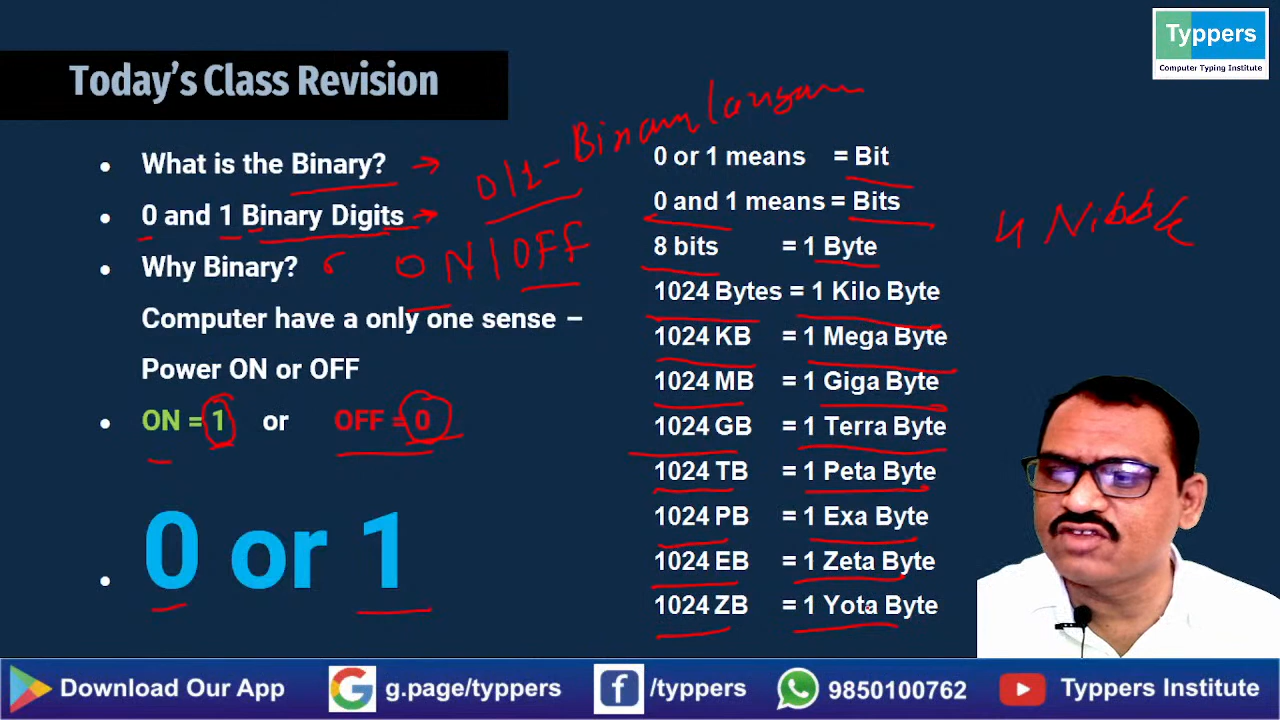 Typpers
Computer Typing Institute
Today's Class Revision
• What is the Binary? →
0/1 - Binary
• 0 and 1 Binary Digits →
ON/OFF
• Why Binary?
Computer have a only one sense –
Power ON or OFF
• ON = 1 or OFF = 0
• 0 or 1
0 or 1 means = Bit
0 and 1 means = Bits
4 Nibble
8 bits = 1 Byte
1024 Bytes = 1 Kilo Byte
1024 KB = 1 Mega Byte
1024 MB = 1 Giga Byte
1024 GB = 1 Terra Byte
1024 TB = 1 Peta Byte
1024 PB = 1 Exa Byte
1024 EB = 1 Zeta Byte
1024 ZB = 1 Yota Byte
Download Our App
g.page/typpers
/typpers
9850100762
Typpers Institute